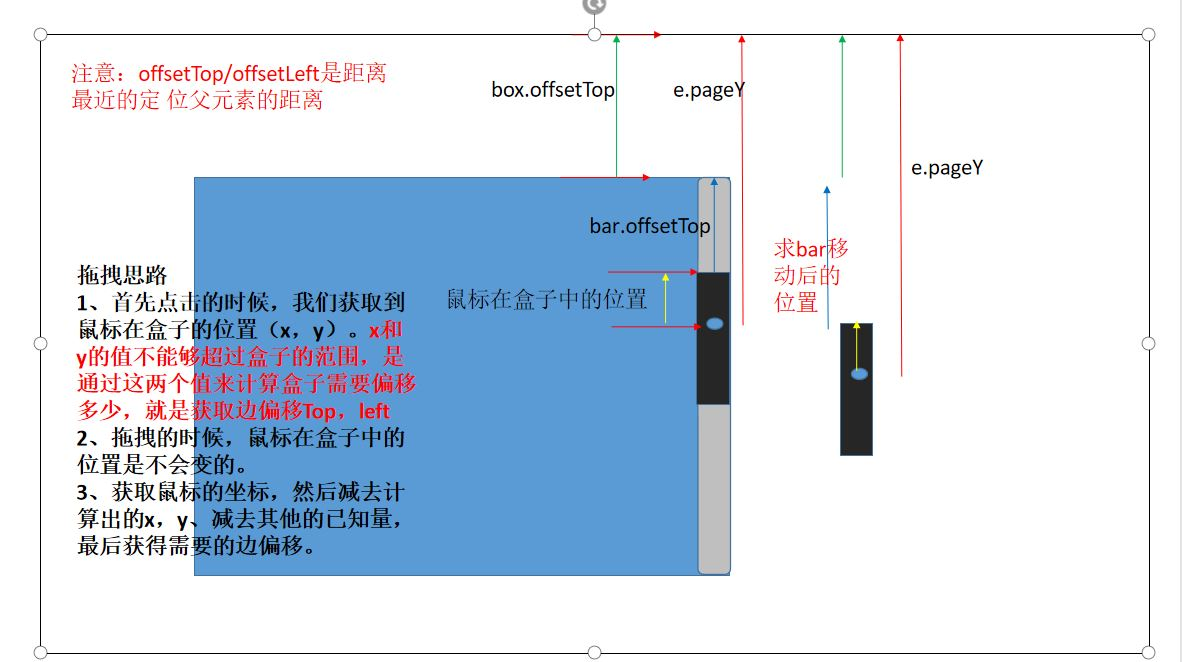 注意：offsetTop/offsetLeft是距离
最近的定 位父元素的距离
box.offsetTop
e.pageY
e.pageY
bar.offsetTop
求bar移
动后的
位置
鼠标在盒子中的位置
拖拽思路
1、首先点击的时候，我们获取到
鼠标在盒子的位置（x，y）。x和
y的值不能够超过盒子的范围，是
通过这两个值来计算盒子需要偏移
多少，就是获取边偏移Top，left
2、拖拽的时候，鼠标在盒子中的
位置是不会变的。
3、获取鼠标的坐标，然后减去计
算出的x，y、减去其他的已知量，
最后获得需要的边偏移。